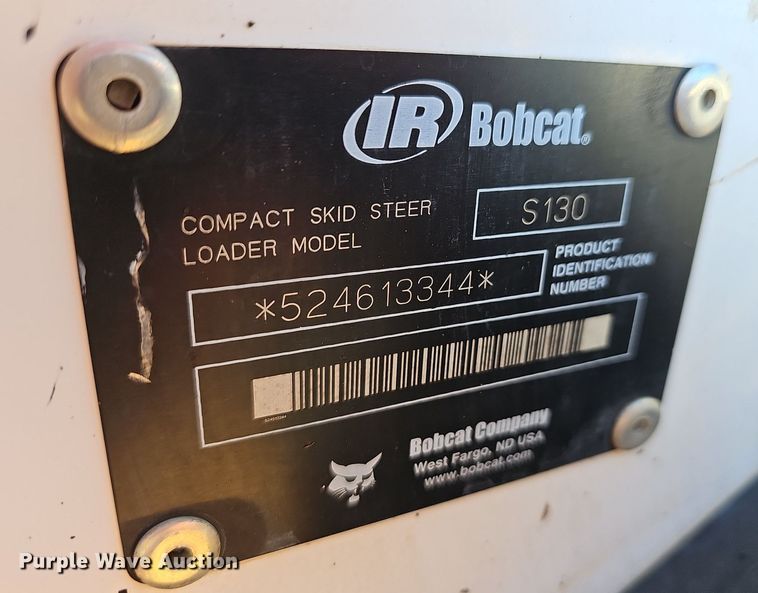 IR Bobcat®
COMPACT SKID STEER
LOADER MODEL
S130
*524613344*
PRODUCT
IDENTIFICATION
NUMBER
524613344
Bobcat Company
West Fargo, ND USA
www.bobcat.com
Purple Wave Auction